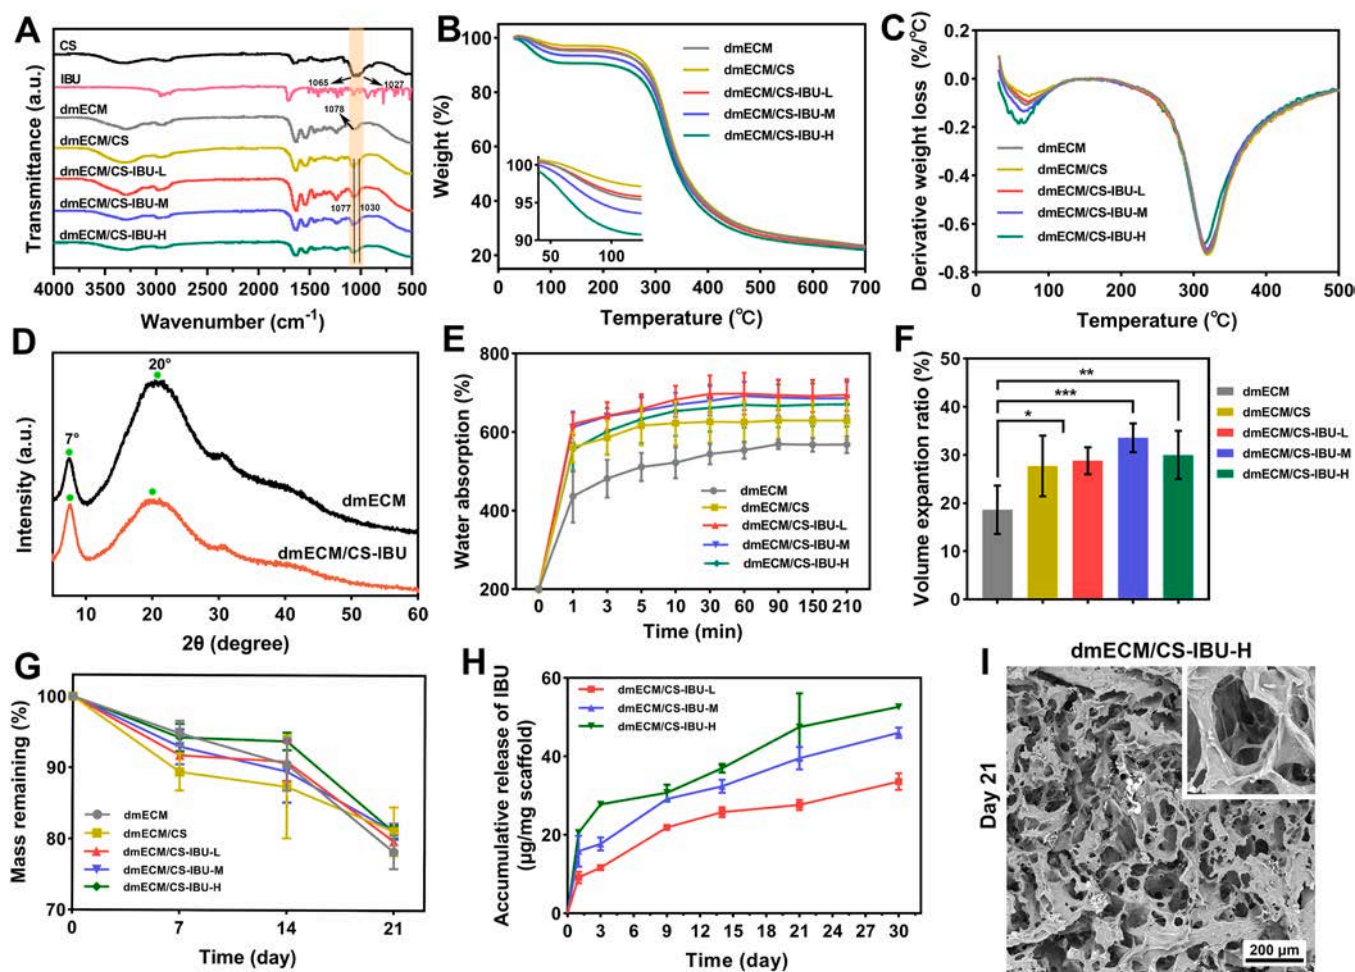 A
CS
IBU
dmECM
dmECM/CS
dmECM/CS-IBU-L
dmECM/CS-IBU-M
dmECM/CS-IBU-H
1065
1027
1078
1077
1030
Transmittance (a.u.)
4000 3500 3000 2500 2000 1500 1000 500
Wavenumber (cm⁻¹)
B
Weight (%)
100
80
60
40
20
dmECM
dmECM/CS
dmECM/CS-IBU-L
dmECM/CS-IBU-M
dmECM/CS-IBU-H
100
95
90
40 60 80 100 120
0 100 200 300 400 500 600 700
Temperature (℃)
C
Derivative weight loss (%/℃)
0.0
-0.2
-0.4
-0.6
-0.8
dmECM
dmECM/CS
dmECM/CS-IBU-L
dmECM/CS-IBU-M
dmECM/CS-IBU-H
0 100 200 300 400 500
Temperature (℃)
D
Intensity (a.u.)
7°
20°
dmECM
dmECM/CS-IBU
10 20 30 40 50 60
2θ (degree)
E
Water absorption (%)
800
600
400
200
dmECM
dmECM/CS
dmECM/CS-IBU-L
dmECM/CS-IBU-M
dmECM/CS-IBU-H
0 1 3 5 10 30 60 90 150 210
Time (min)
F
Volume expantion ratio (%)
50
40
30
20
10
0
**
***
*
dmECM
dmECM/CS
dmECM/CS-IBU-L
dmECM/CS-IBU-M
dmECM/CS-IBU-H
G
Mass remaining (%)
100
90
80
70
dmECM
dmECM/CS
dmECM/CS-IBU-L
dmECM/CS-IBU-M
dmECM/CS-IBU-H
0 7 14 21
Time (day)
H
Accumulative release of IBU
(μg/mg scaffold)
60
40
20
0
dmECM/CS-IBU-L
dmECM/CS-IBU-M
dmECM/CS-IBU-H
0 3 6 9 12 15 18 21 24 27 30
Time (day)
I
dmECM/CS-IBU-H
Day 21
200 μm